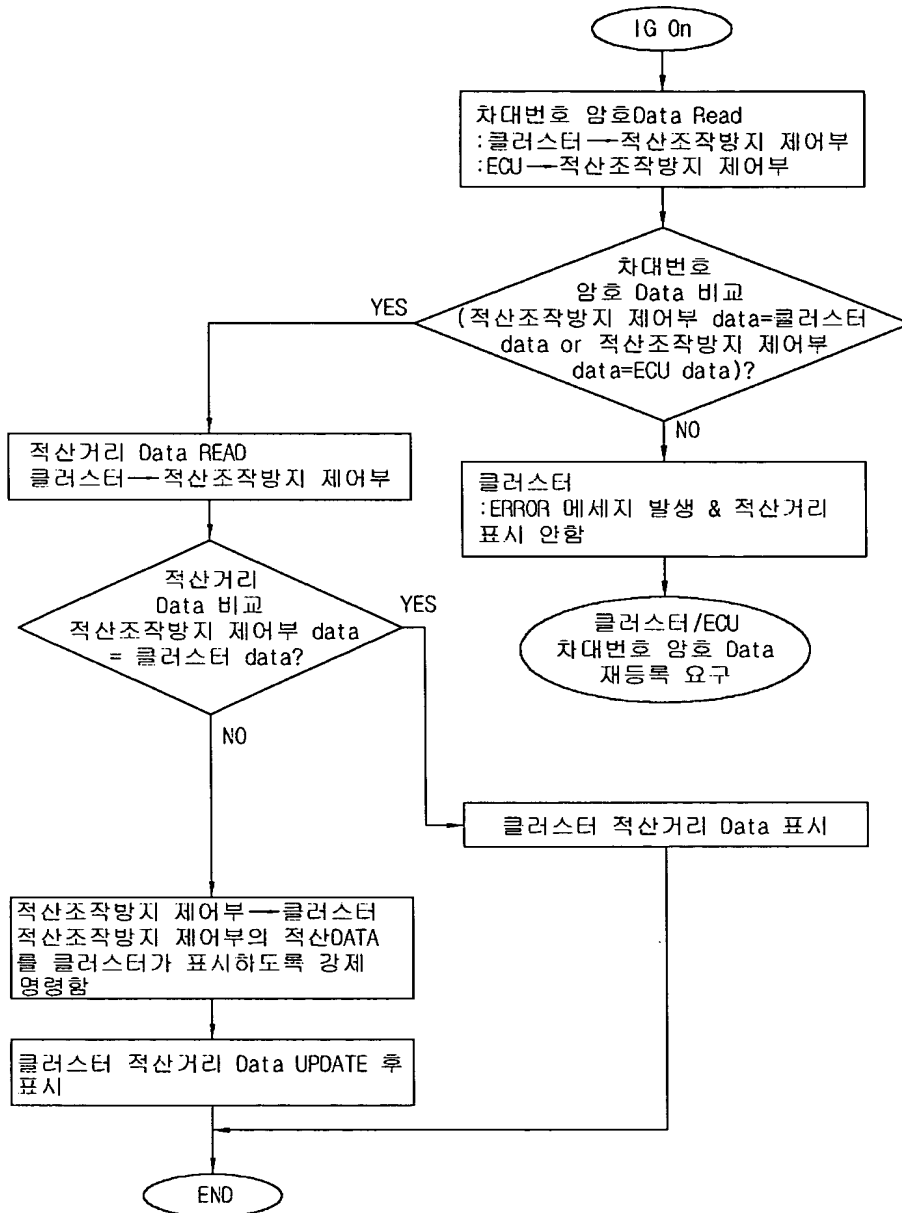 IG On
차대번호 암호Data Read
:클러스터→적산조작방지 제어부
:ECU→적산조작방지 제어부
차대번호
암호 Data 비교
(적산조작방지 제어부 data=클러스터
data or 적산조작방지 제어부
data=ECU data)?
YES
NO
적산거리 Data READ
클러스터→적산조작방지 제어부
클러스터
:ERROR 메세지 발생 & 적산거리
표시 안함
적산거리
Data 비교
적산조작방지 제어부 data
= 클러스터 data?
YES
NO
클러스터/ECU
차대번호 암호 Data
재등록 요구
클러스터 적산거리 Data 표시
적산조작방지 제어부→클러스터
적산조작방지 제어부의 적산DATA
를 클러스터가 표시하도록 강제
명령함
클러스터 적산거리 Data UPDATE 후
표시
END